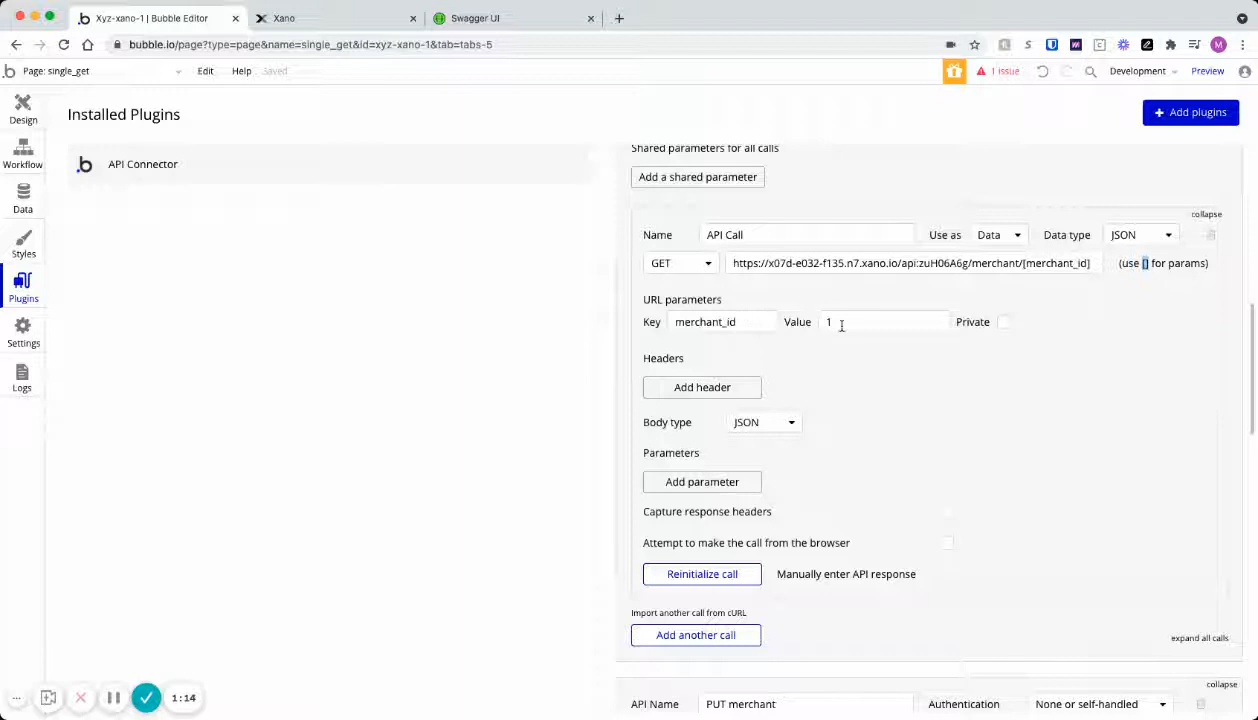 Xyz-xano-1 | Bubble Editor
Xano
Swagger UI
bubble.io/page?type=page&name=single_get&id=xyz-xano-1&tab=tabs-5
Page: single_get
Edit
Help
Saved
1 issue
Development
Preview
Design
Workflow
Data
Styles
Plugins
Settings
Logs
Installed Plugins
+ Add plugins
API Connector
Shared parameters for all calls
Add a shared parameter
collapse
Name API Call Use as Data Data type JSON
GET https://x07d-e032-f135.n7.xano.io/api:zuH06A6g/merchant/[merchant_id] (use [] for params)
URL parameters
Key merchant_id Value 1 Private
Headers
Add header
Body type JSON
Parameters
Add parameter
Capture response headers
Attempt to make the call from the browser
Reinitialize call Manually enter API response
Import another call from cURL
Add another call
expand all calls
collapse
API Name PUT merchant Authentication None or self-handled
1:14
M